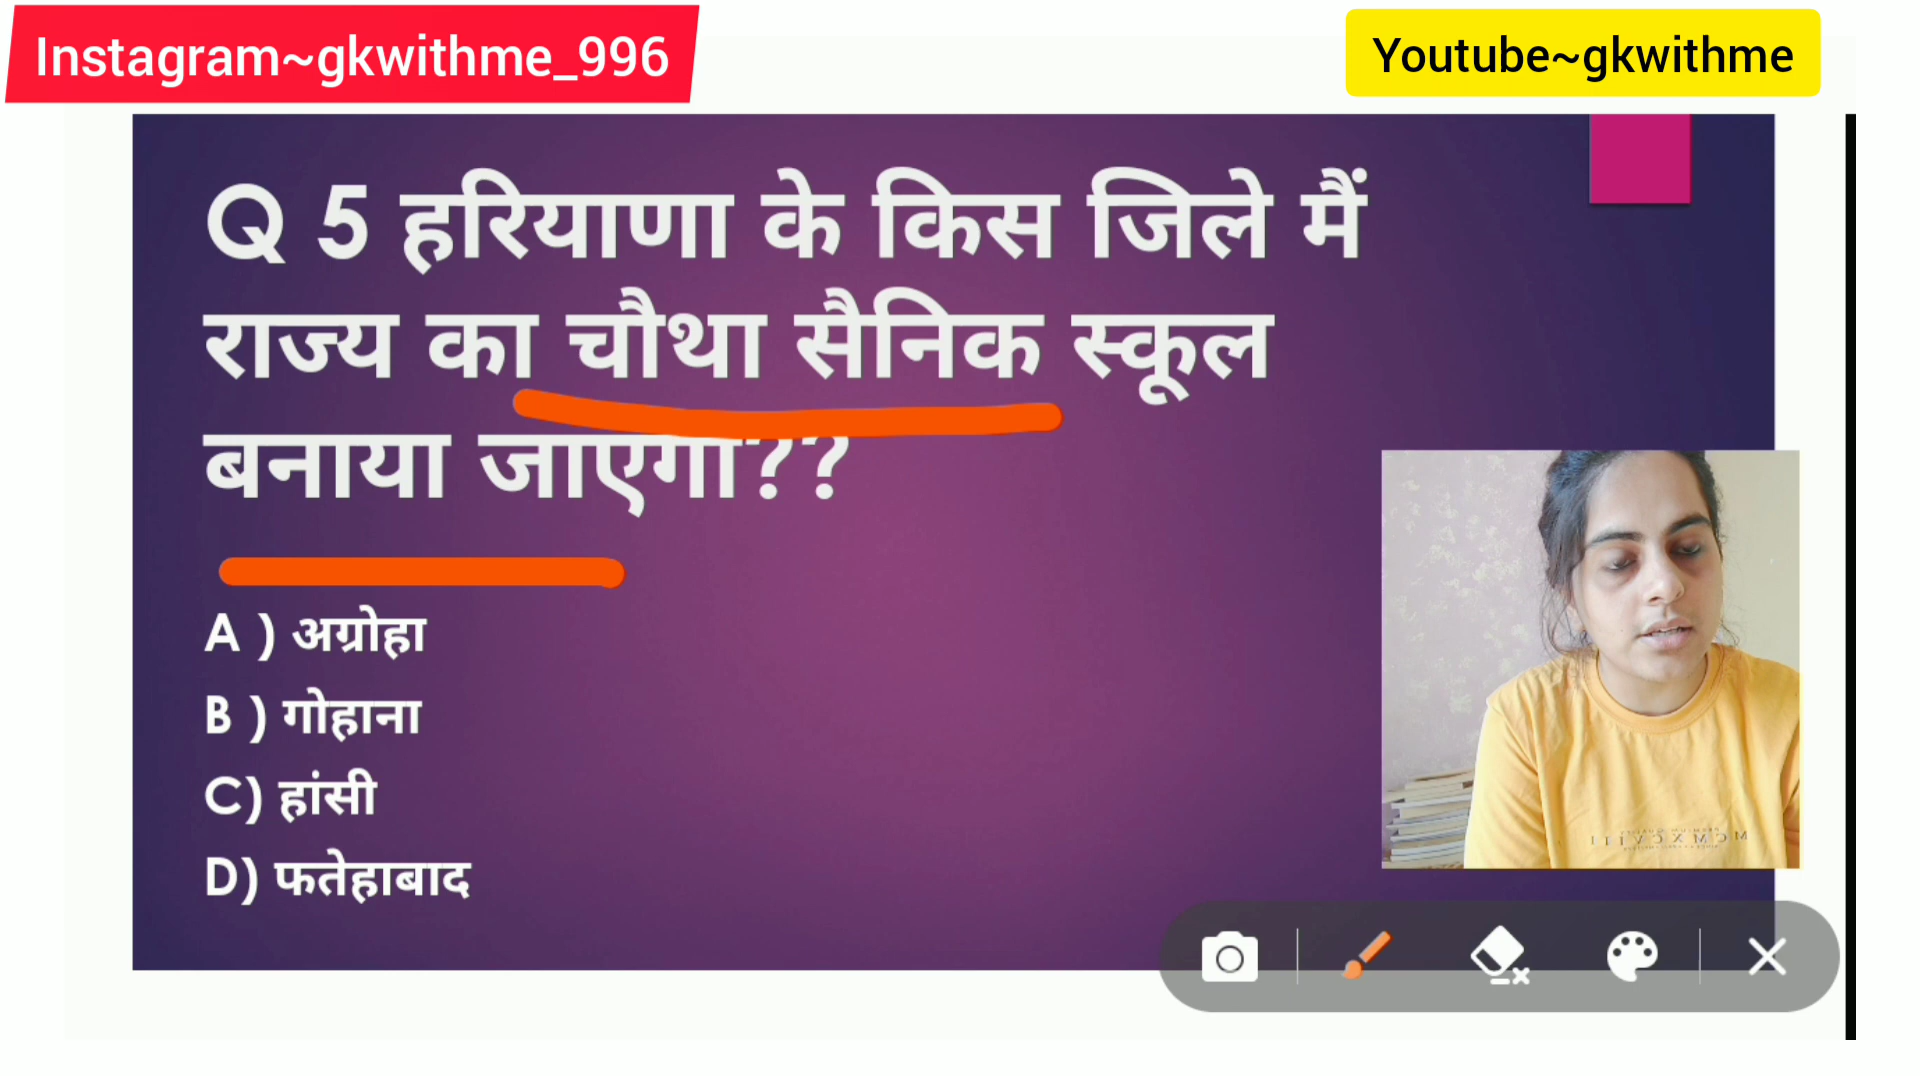 Instagram~gkwithme_996
Youtube~gkwithme
Q 5 हरियाणा के किस जिले मैं
राज्य का चौथा सैनिक स्कूल
बनाया जाएगा??
A ) अग्रोहा
B ) गोहाना
C) हांसी
D) फतेहाबाद